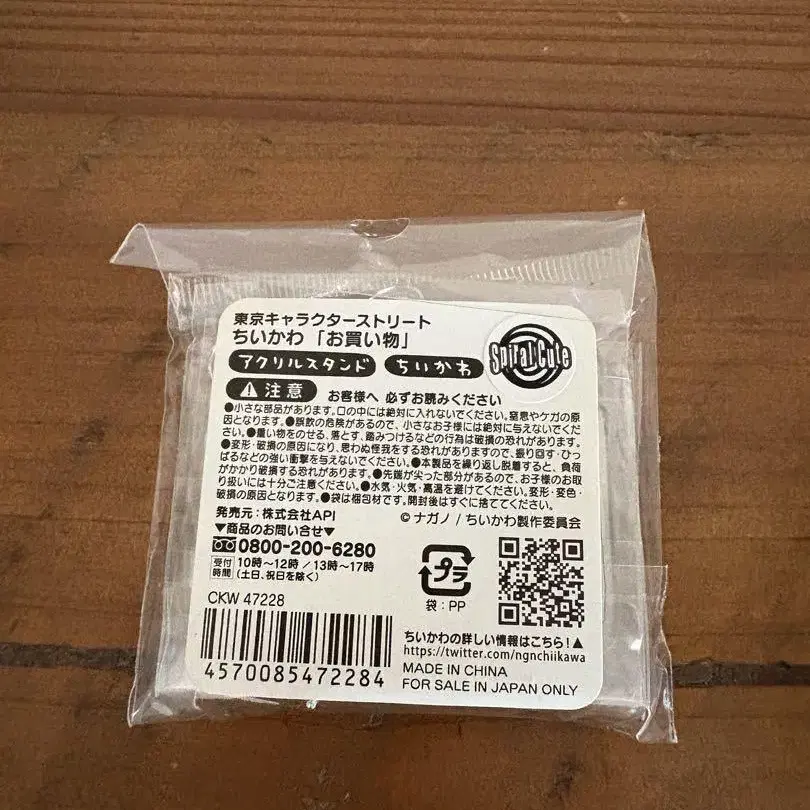 東京キャラクターストリート
ちいかわ「お買い物」
アクリルスタンド ちいかわ
Spiral Cute
注意 お客様へ 必ずお読みください
●小さな部品があります。口の中には絶対に入れないでください。窒息やケガの原
因となります。●誤飲の危険があるので、小さなお子様には絶対に与えないでくだ
さい。●重い物をのせる、落とす、踏みつけるなどの行為は破損の恐れがあります。
●変形・破損の原因になり、思わぬ怪我をする恐れがありますので、振り回す・ひっ
ぱるなどの強い衝撃を与えないでください。●本製品を繰り返し脱着すると、負荷
がかかり破損する恐れがあります。●先端が尖った部分があるので、お子様のお取
り扱いには十分ご注意ください。●水気・火気・高温を避けてください。変形・変色・
破損の原因となります。●袋は梱包材です。開封後はすぐに捨ててください。
発売元：株式会社API
© ナガノ / ちいかわ製作委員会
▼商品のお問い合せ▼
0800-200-6280
受付時間 10時～12時 / 13時～17時
（土日、祝日を除く）
プラ
袋：PP
CKW 47228
4570085472284
ちいかわの詳しい情報はこちら！▲
https://twitter.com/ngnchiikawa
MADE IN CHINA
FOR SALE IN JAPAN ONLY